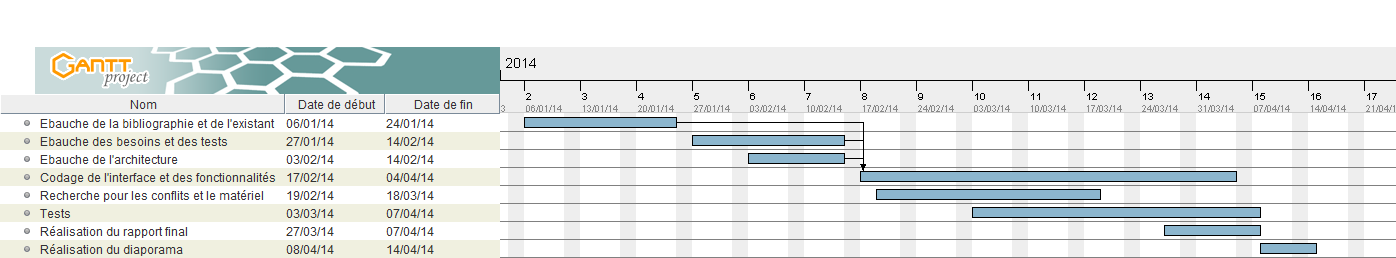 GANTT
project
2014
2 3 4 5 6 7 8 9 10 11 12 13 14 15 16 17
3 06/01/14 13/01/14 20/01/14 27/01/14 03/02/14 10/02/14 17/02/14 24/02/14 03/03/14 10/03/14 17/03/14 24/03/14 31/03/14 07/04/14 14/04/14 21/04/1
Nom Date de début Date de fin
Ebauche de la bibliographie et de l'existant 06/01/14 24/01/14
Ebauche des besoins et des tests 27/01/14 14/02/14
Ebauche de l'architecture 03/02/14 14/02/14
Codage de l'interface et des fonctionnalités 17/02/14 04/04/14
Recherche pour les conflits et le matériel 19/02/14 18/03/14
Tests 03/03/14 07/04/14
Réalisation du rapport final 27/03/14 07/04/14
Réalisation du diaporama 08/04/14 14/04/14